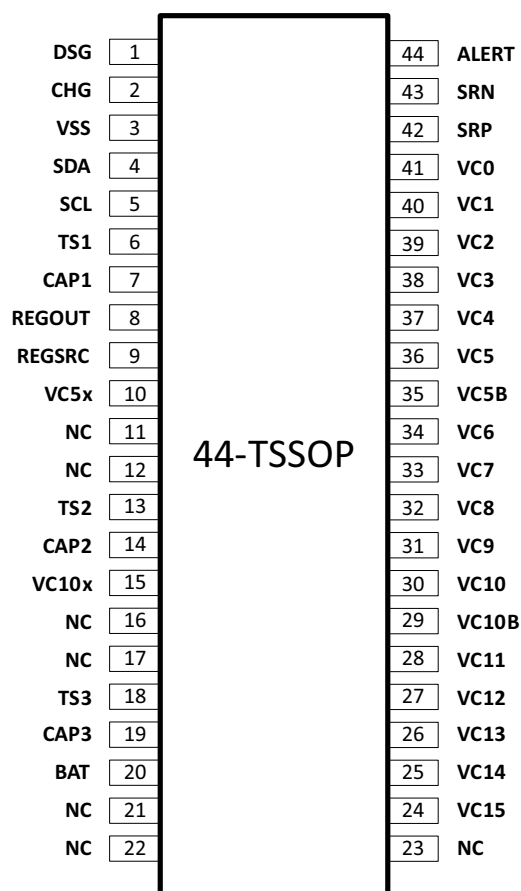 DSG 1 44 ALERT
CHG 2 43 SRN
VSS 3 42 SRP
SDA 4 41 VC0
SCL 5 40 VC1
TS1 6 39 VC2
CAP1 7 38 VC3
REGOUT 8 37 VC4
REGSRC 9 36 VC5
VC5x 10 35 VC5B
NC 11 34 VC6
44-TSSOP
NC 12 33 VC7
TS2 13 32 VC8
CAP2 14 31 VC9
VC10x 15 30 VC10
NC 16 29 VC10B
NC 17 28 VC11
TS3 18 27 VC12
CAP3 19 26 VC13
BAT 20 25 VC14
NC 21 24 VC15
NC 22 23 NC